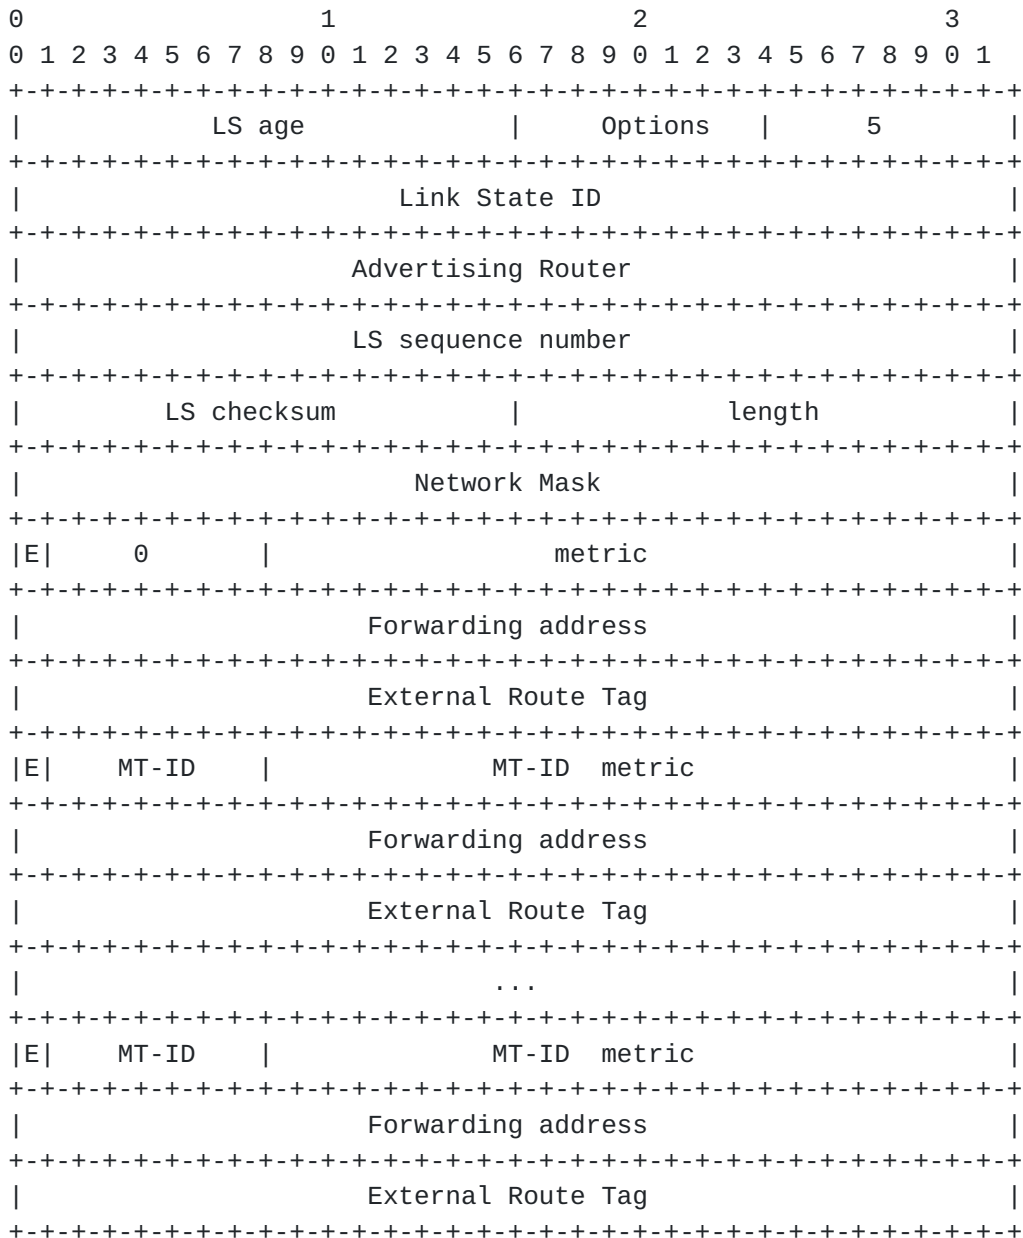 0                   1                   2                   3
0 1 2 3 4 5 6 7 8 9 0 1 2 3 4 5 6 7 8 9 0 1 2 3 4 5 6 7 8 9 0 1
+-+-+-+-+-+-+-+-+-+-+-+-+-+-+-+-+-+-+-+-+-+-+-+-+-+-+-+-+-+-+-+-+
|            LS age             |     Options   |      5        |
+-+-+-+-+-+-+-+-+-+-+-+-+-+-+-+-+-+-+-+-+-+-+-+-+-+-+-+-+-+-+-+-+
|                        Link State ID                          |
+-+-+-+-+-+-+-+-+-+-+-+-+-+-+-+-+-+-+-+-+-+-+-+-+-+-+-+-+-+-+-+-+
|                     Advertising Router                        |
+-+-+-+-+-+-+-+-+-+-+-+-+-+-+-+-+-+-+-+-+-+-+-+-+-+-+-+-+-+-+-+-+
|                     LS sequence number                        |
+-+-+-+-+-+-+-+-+-+-+-+-+-+-+-+-+-+-+-+-+-+-+-+-+-+-+-+-+-+-+-+-+
|         LS checksum           |             length            |
+-+-+-+-+-+-+-+-+-+-+-+-+-+-+-+-+-+-+-+-+-+-+-+-+-+-+-+-+-+-+-+-+
|                         Network Mask                          |
+-+-+-+-+-+-+-+-+-+-+-+-+-+-+-+-+-+-+-+-+-+-+-+-+-+-+-+-+-+-+-+-+
|E|     0       |                  metric                       |
+-+-+-+-+-+-+-+-+-+-+-+-+-+-+-+-+-+-+-+-+-+-+-+-+-+-+-+-+-+-+-+-+
|                      Forwarding address                       |
+-+-+-+-+-+-+-+-+-+-+-+-+-+-+-+-+-+-+-+-+-+-+-+-+-+-+-+-+-+-+-+-+
|                      External Route Tag                       |
+-+-+-+-+-+-+-+-+-+-+-+-+-+-+-+-+-+-+-+-+-+-+-+-+-+-+-+-+-+-+-+-+
|E|    MT-ID    |              MT-ID  metric                    |
+-+-+-+-+-+-+-+-+-+-+-+-+-+-+-+-+-+-+-+-+-+-+-+-+-+-+-+-+-+-+-+-+
|                      Forwarding address                       |
+-+-+-+-+-+-+-+-+-+-+-+-+-+-+-+-+-+-+-+-+-+-+-+-+-+-+-+-+-+-+-+-+
|                      External Route Tag                       |
+-+-+-+-+-+-+-+-+-+-+-+-+-+-+-+-+-+-+-+-+-+-+-+-+-+-+-+-+-+-+-+-+
|                              ...                              |
+-+-+-+-+-+-+-+-+-+-+-+-+-+-+-+-+-+-+-+-+-+-+-+-+-+-+-+-+-+-+-+-+
|E|    MT-ID    |              MT-ID  metric                    |
+-+-+-+-+-+-+-+-+-+-+-+-+-+-+-+-+-+-+-+-+-+-+-+-+-+-+-+-+-+-+-+-+
|                      Forwarding address                       |
+-+-+-+-+-+-+-+-+-+-+-+-+-+-+-+-+-+-+-+-+-+-+-+-+-+-+-+-+-+-+-+-+
|                      External Route Tag                       |
+-+-+-+-+-+-+-+-+-+-+-+-+-+-+-+-+-+-+-+-+-+-+-+-+-+-+-+-+-+-+-+-+